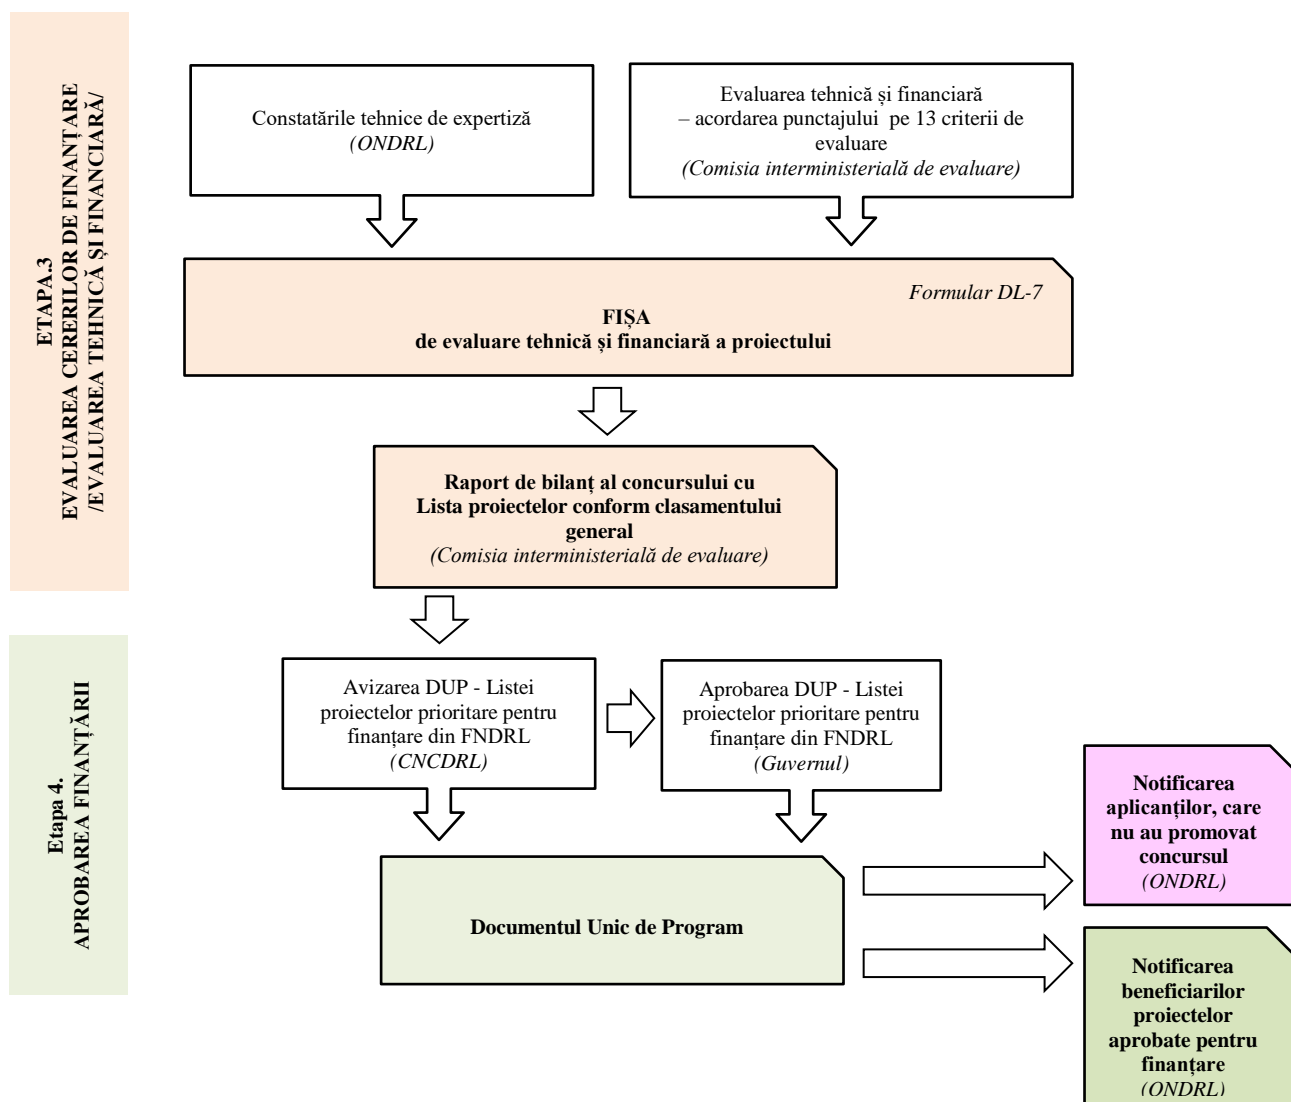 ETAPA.3
EVALUAREA CERERILOR DE FINANȚARE
/EVALUAREA TEHNICĂ ȘI FINANCIARĂ/
Constatările tehnice de expertiză
(ONDRL)
Evaluarea tehnică și financiară
– acordarea punctajului pe 13 criterii de
evaluare
(Comisia interministerială de evaluare)
Formular DL-7
FIȘA
de evaluare tehnică și financiară a proiectului
Raport de bilanț al concursului cu
Lista proiectelor conform clasamentului
general
(Comisia interministerială de evaluare)
Etapa 4.
APROBAREA FINANȚĂRII
Avizarea DUP - Listei
proiectelor prioritare pentru
finanțare din FNDRL
(CNCDRL)
Aprobarea DUP - Listei
proiectelor prioritare pentru
finanțare din FNDRL
(Guvernul)
Documentul Unic de Program
Notificarea
aplicanților, care
nu au promovat
concursul
(ONDRL)
Notificarea
beneficiarilor
proiectelor
aprobate pentru
finanțare
(ONDRL)